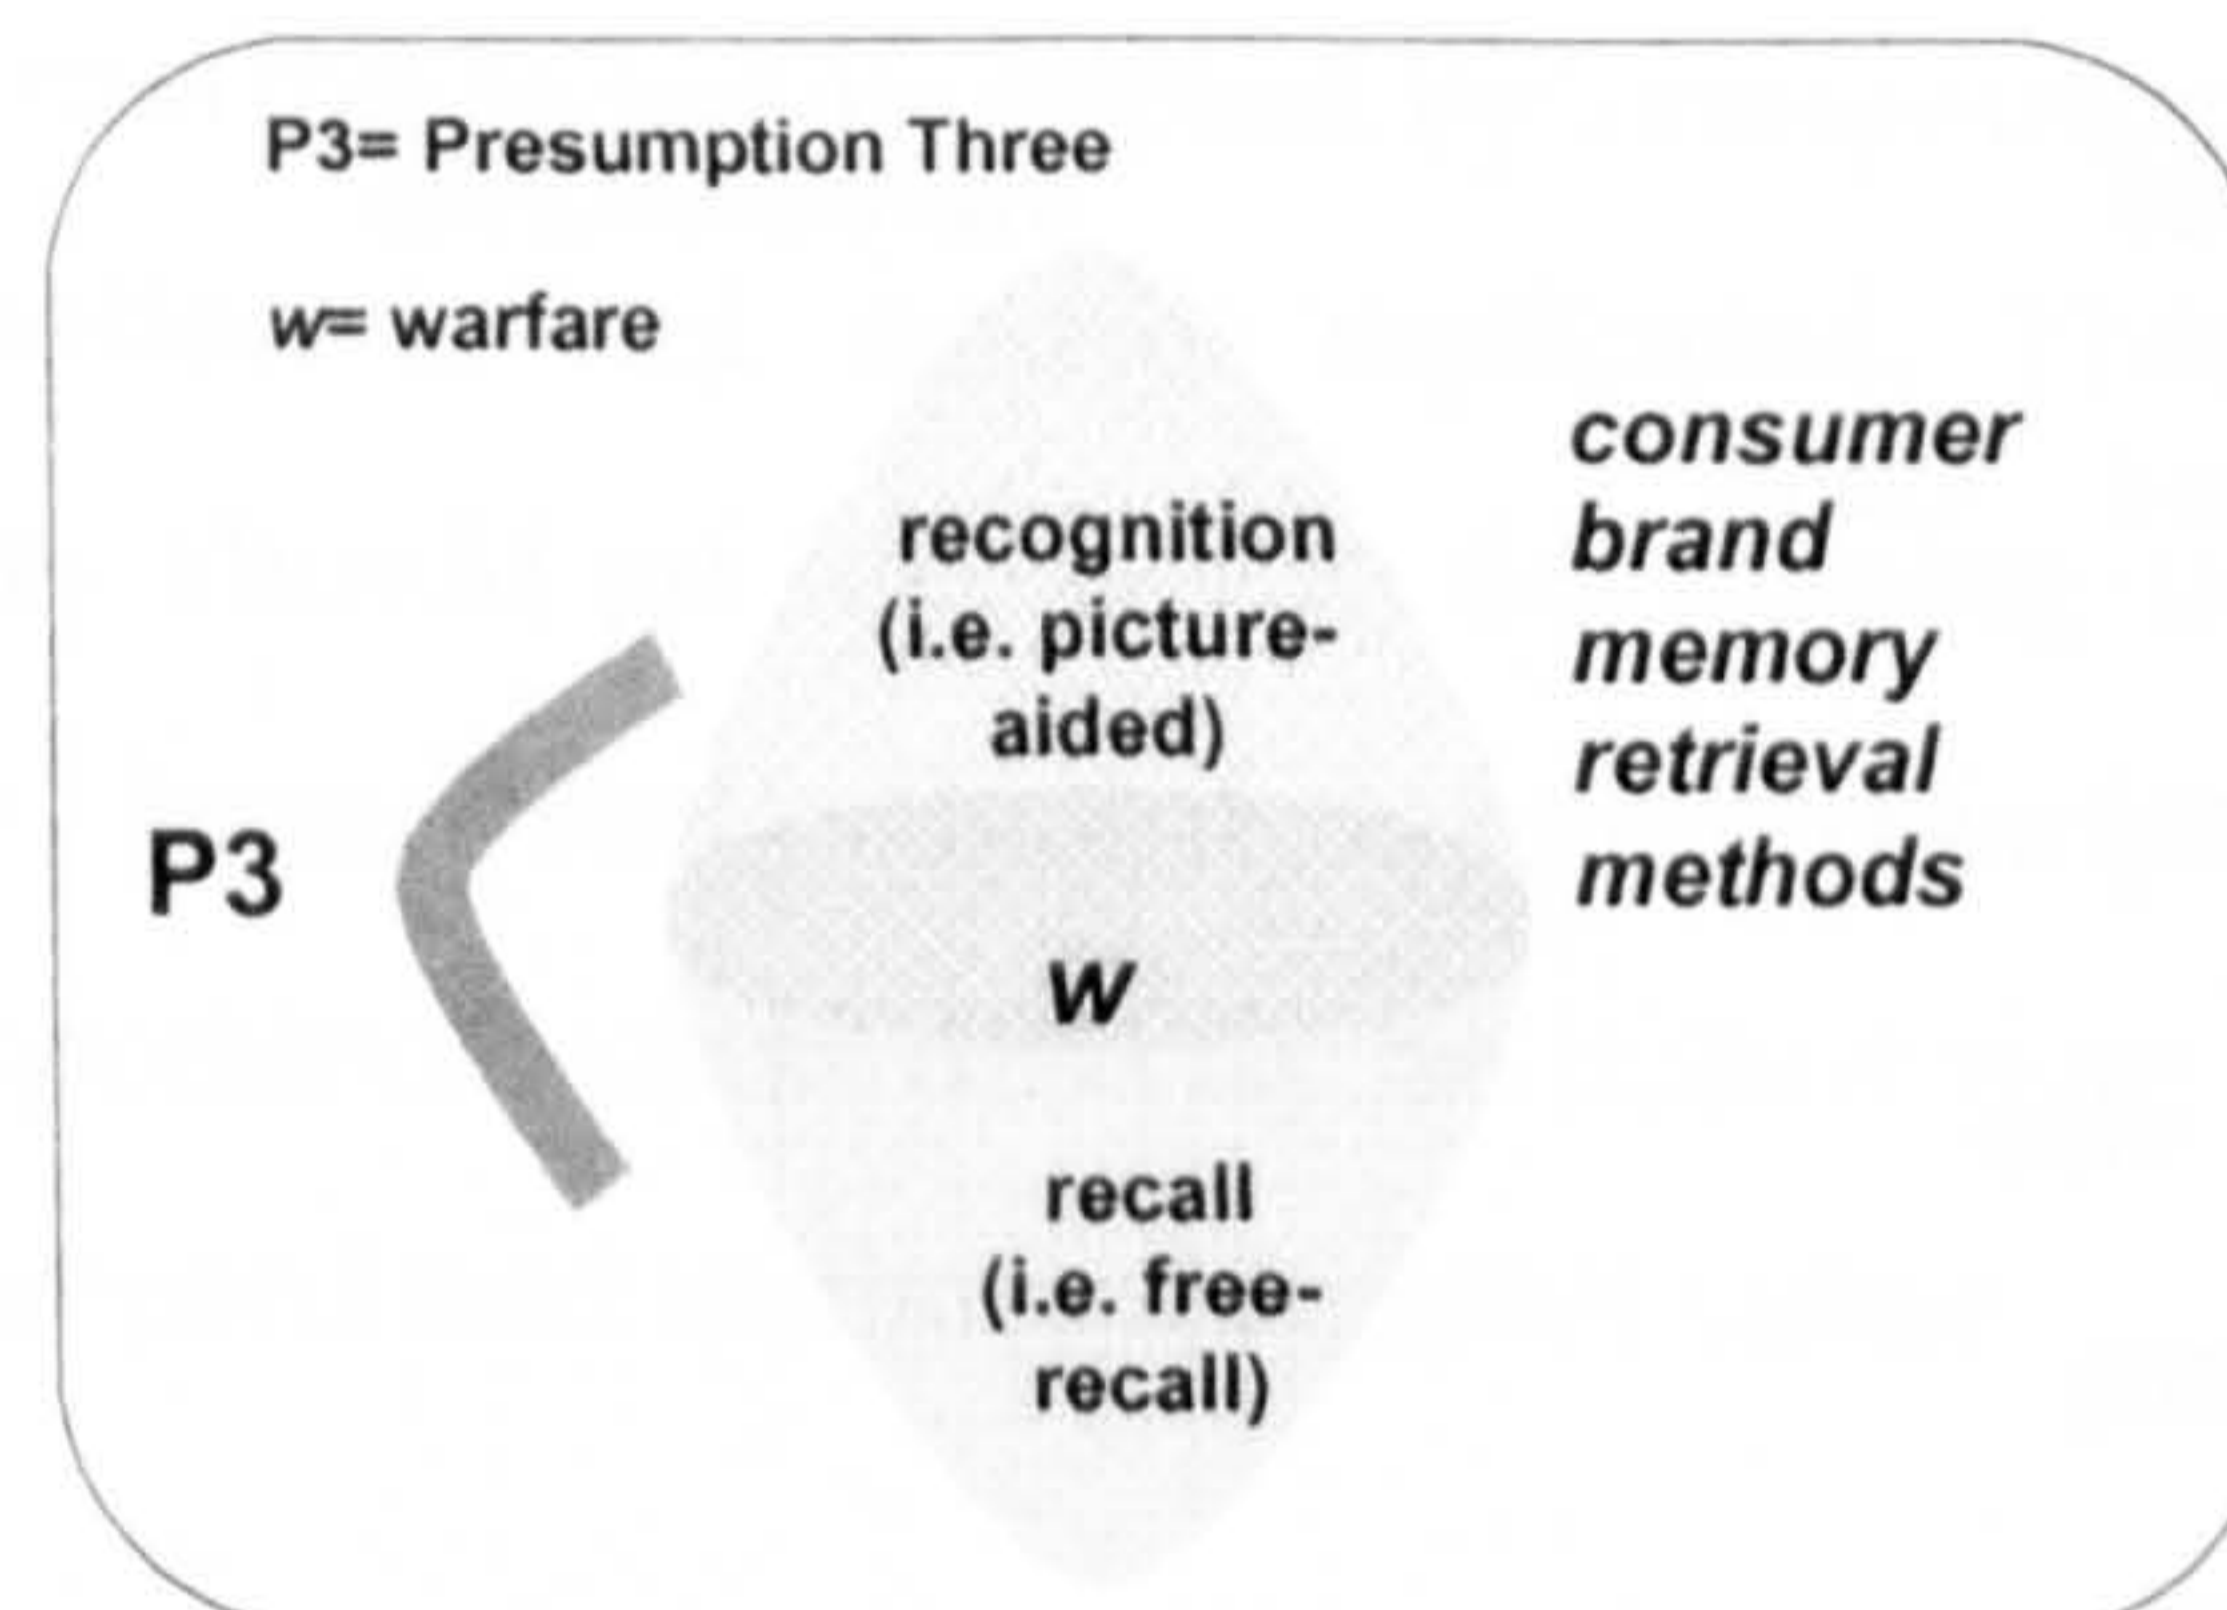 P3= Presumption Three
w= warfare
consumer
brand
memory
retrieval
methods
recognition
(i.e. picture-
aided)
P3
w
recall
(i.e. free-
recall)